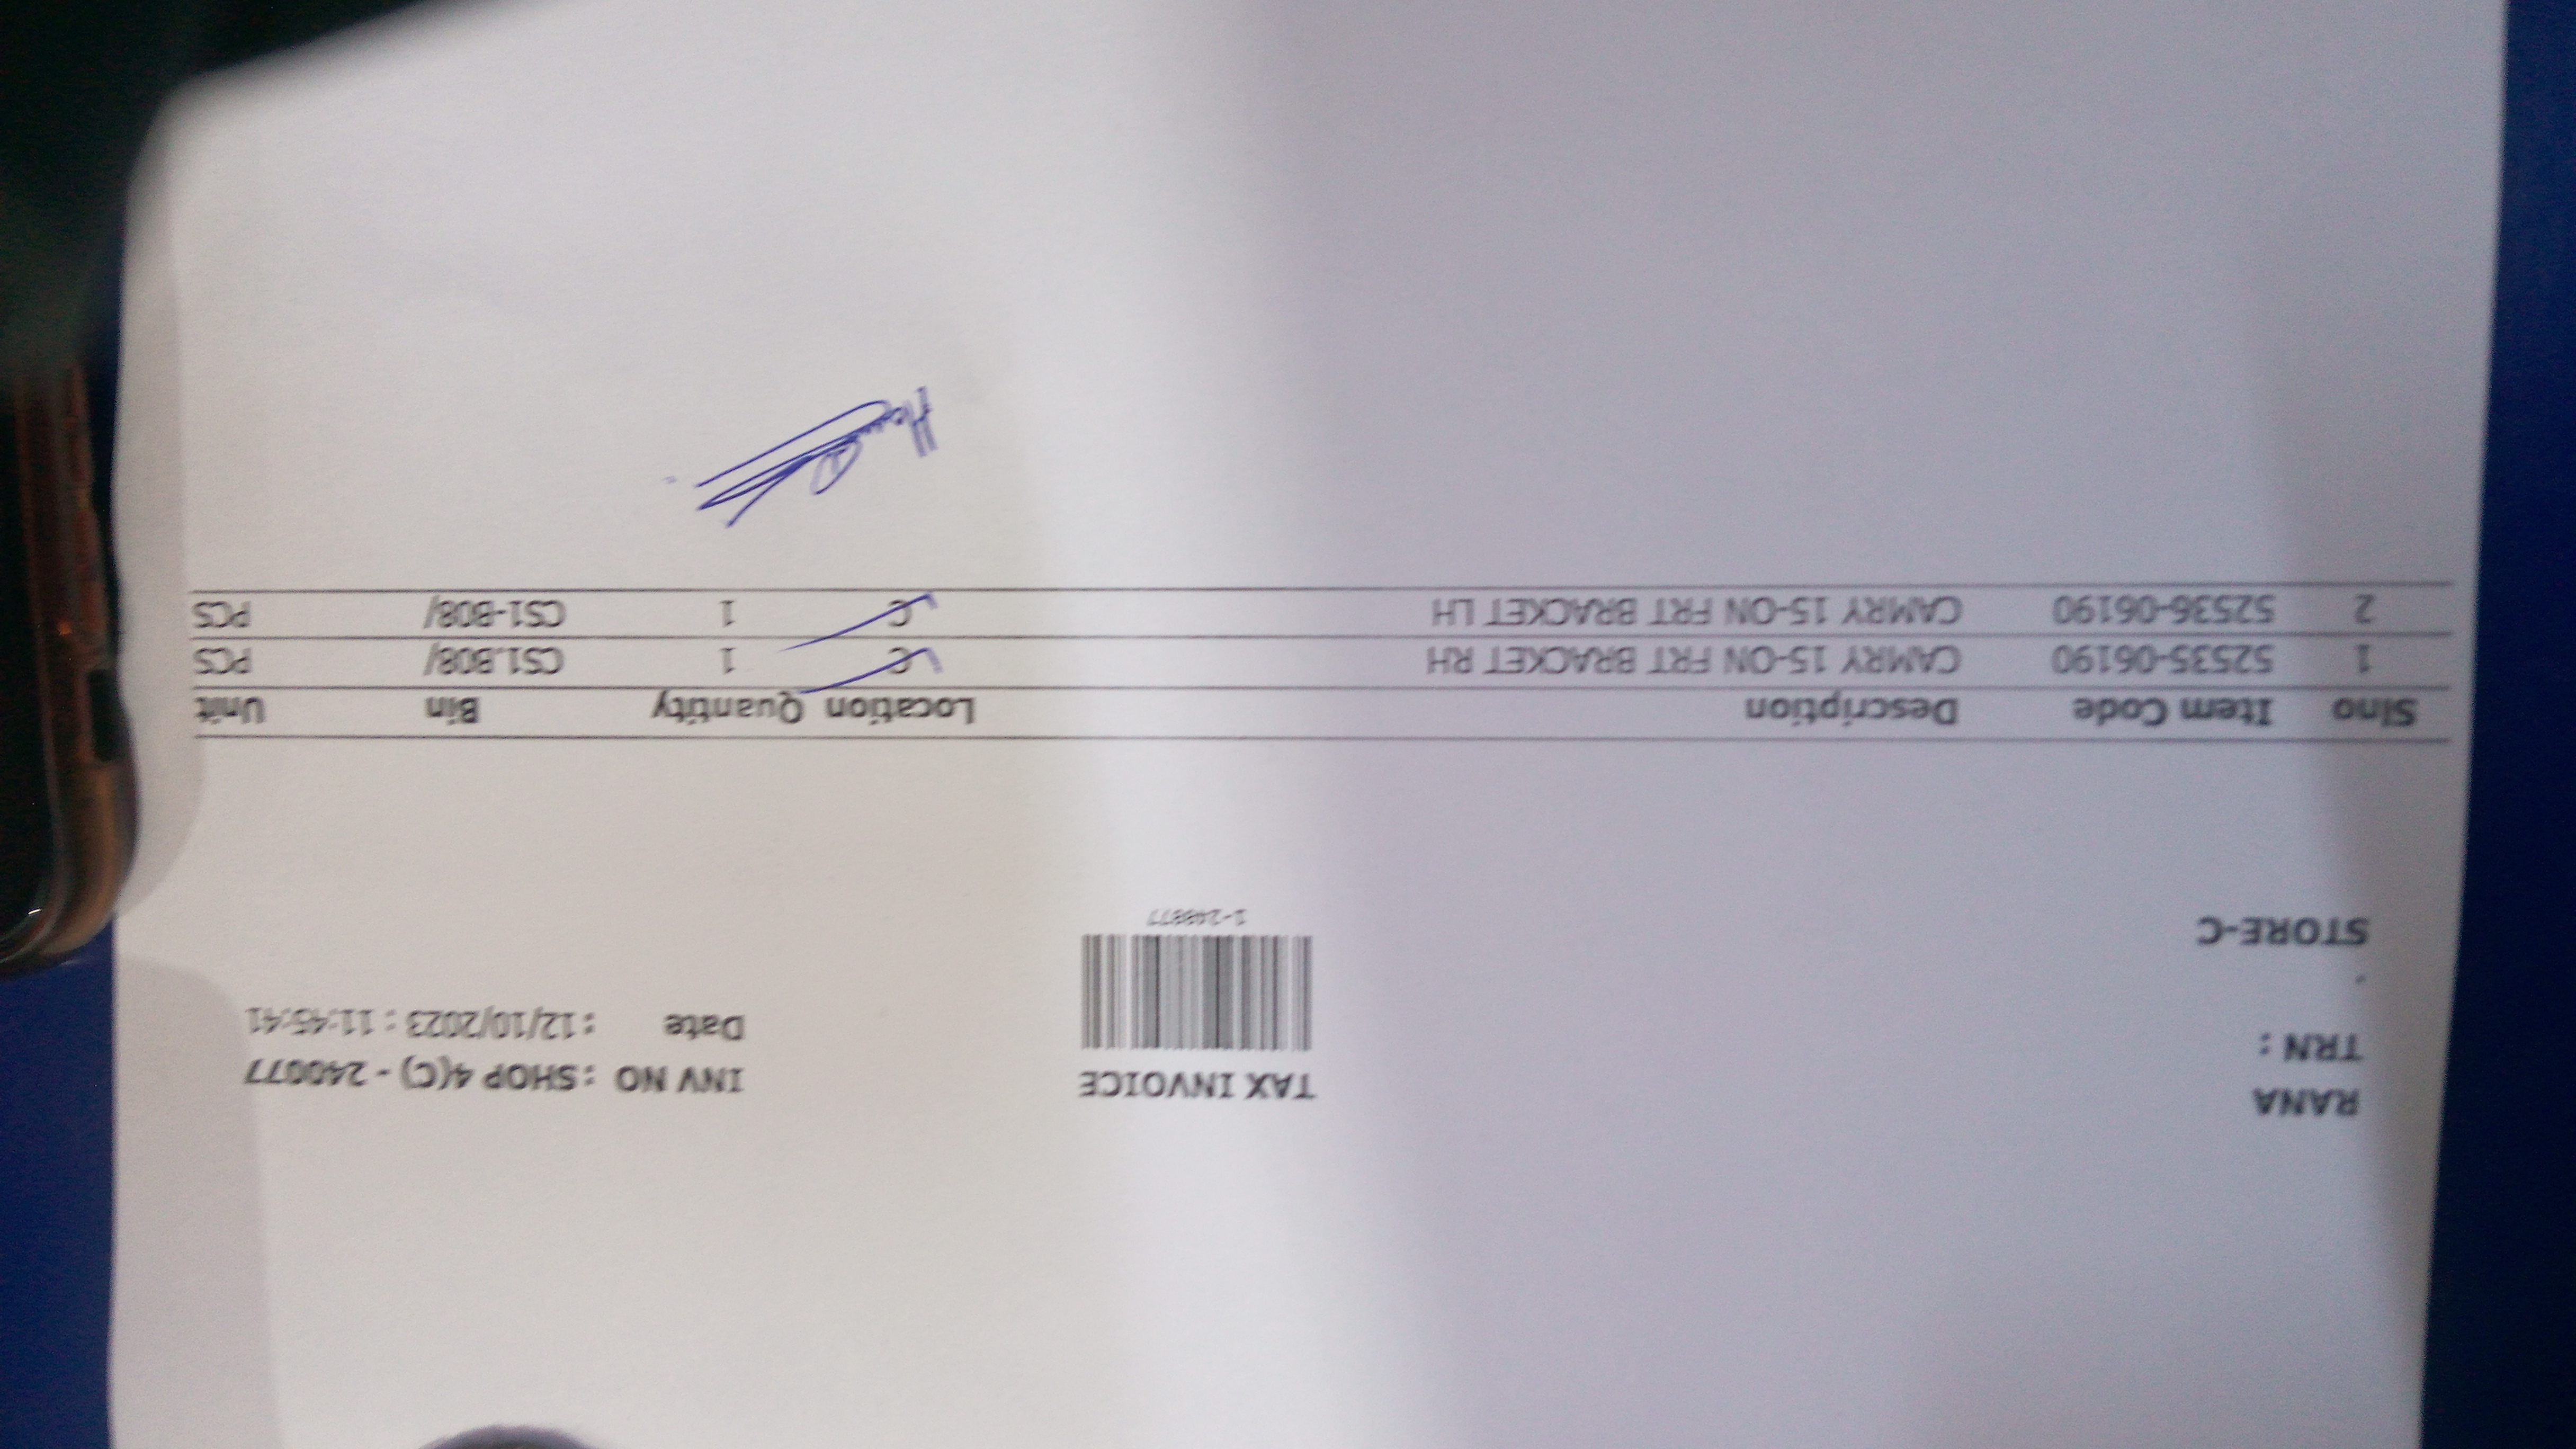 RANA
TRN :
.
STORE-C
TAX INVOICE
1-240077
INV NO : SHOP 4(C) - 240077
Date : 12/10/2023 : 11:45:41
Slno Item Code Description Location Quantity Bin Unit
1 52535-06190 CAMRY 15-ON FRT BRACKET RH C 1 CS1.B08/ PCS
2 52536-06190 CAMRY 15-ON FRT BRACKET LH C 1 CS1-B08/ PCS